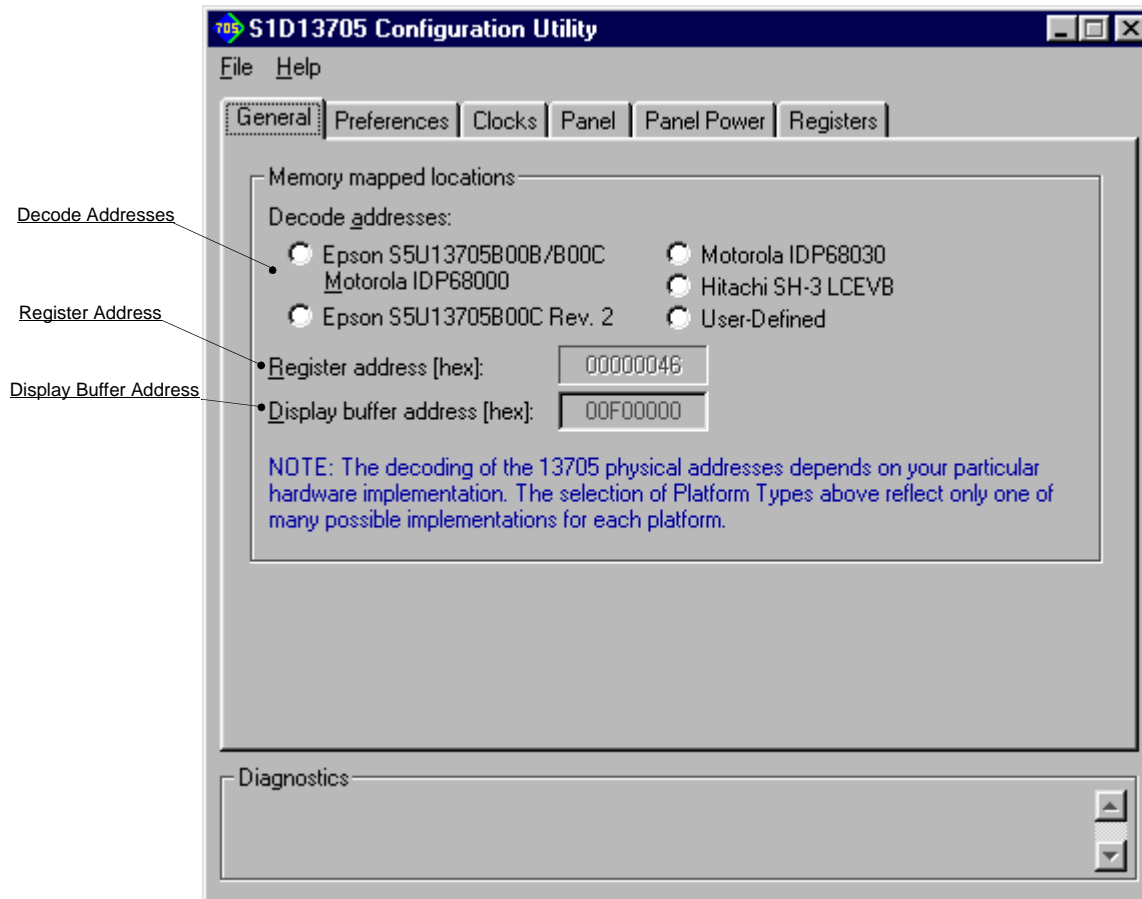 705 S1D13705 Configuration Utility
File Help
General Preferences Clocks Panel Panel Power Registers
Memory mapped locations
Decode Addresses
Decode addresses:
Epson S5U13705B00B/B00C
Motorola IDP68000
Epson S5U13705B00C Rev. 2
Motorola IDP68030
Hitachi SH-3 LCEVB
User-Defined
Register Address
Register address [hex]: 00000046
Display Buffer Address
Display buffer address [hex]: 00F00000
NOTE: The decoding of the 13705 physical addresses depends on your particular
hardware implementation. The selection of Platform Types above reflect only one of
many possible implementations for each platform.
Diagnostics